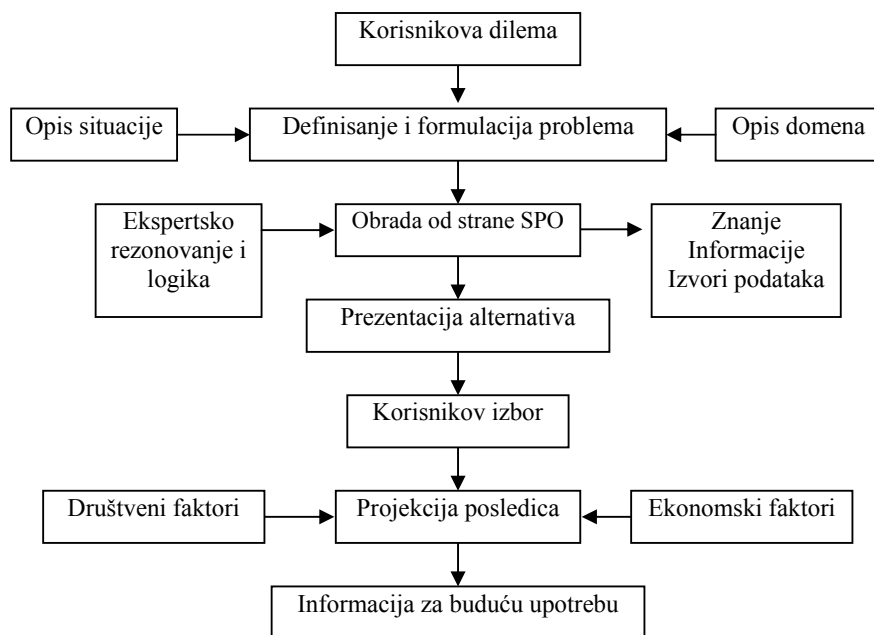 Korisnikova dilema
Opis situacije
Definisanje i formulacija problema
Opis domena
Ekspertsko
rezonovanje i
logika
Obrada od strane SPO
Znanje
Informacije
Izvori podataka
Prezentacija alternativa
Korisnikov izbor
Društveni faktori
Projekcija posledica
Ekonomski faktori
Informacija za buduću upotrebu